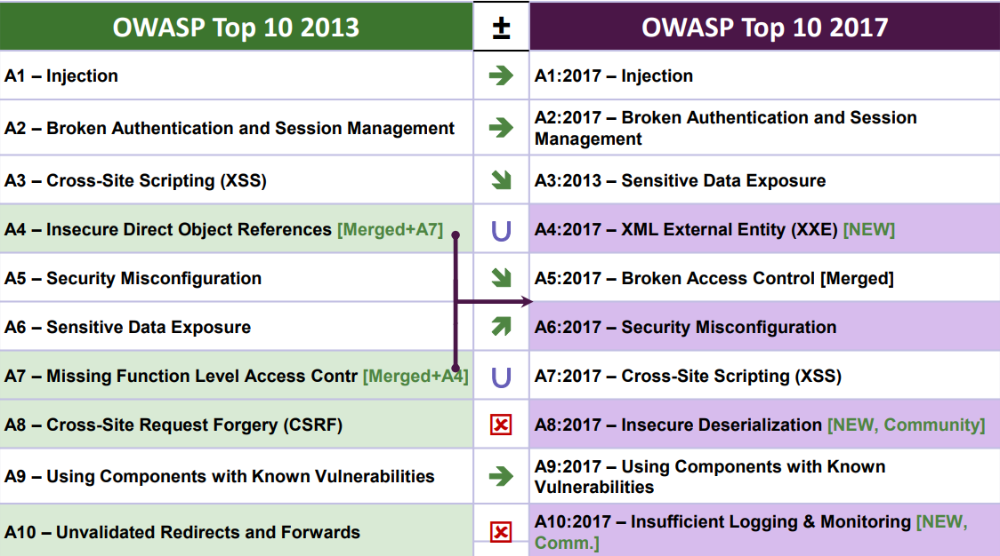 OWASP Top 10 2013 ± OWASP Top 10 2017
A1 – Injection
A1:2017 – Injection
A2 – Broken Authentication and Session Management
A2:2017 – Broken Authentication and Session
Management
A3 – Cross-Site Scripting (XSS)
A3:2013 – Sensitive Data Exposure
A4 – Insecure Direct Object References [Merged+A7]
U
A4:2017 – XML External Entity (XXE) [NEW]
A5 – Security Misconfiguration
A5:2017 – Broken Access Control [Merged]
A6 – Sensitive Data Exposure
A6:2017 – Security Misconfiguration
A7 – Missing Function Level Access Contr [Merged+A4]
U
A7:2017 – Cross-Site Scripting (XSS)
A8 – Cross-Site Request Forgery (CSRF)
A8:2017 – Insecure Deserialization [NEW, Community]
A9 – Using Components with Known Vulnerabilities
A9:2017 – Using Components with Known
Vulnerabilities
A10 – Unvalidated Redirects and Forwards
A10:2017 – Insufficient Logging & Monitoring [NEW,
Comm.]